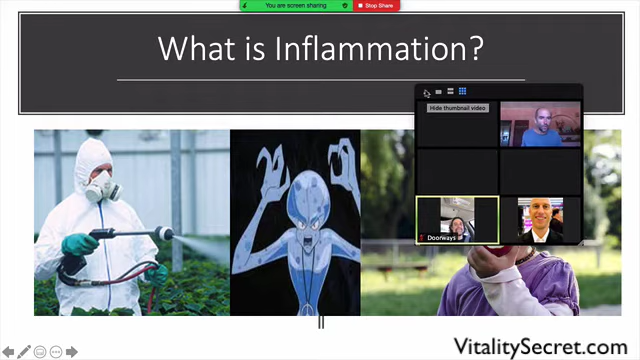 You are screen sharing
Stop Share
What is Inflammation?
Hide thumbnail video
Doorways
VitalitySecret.com